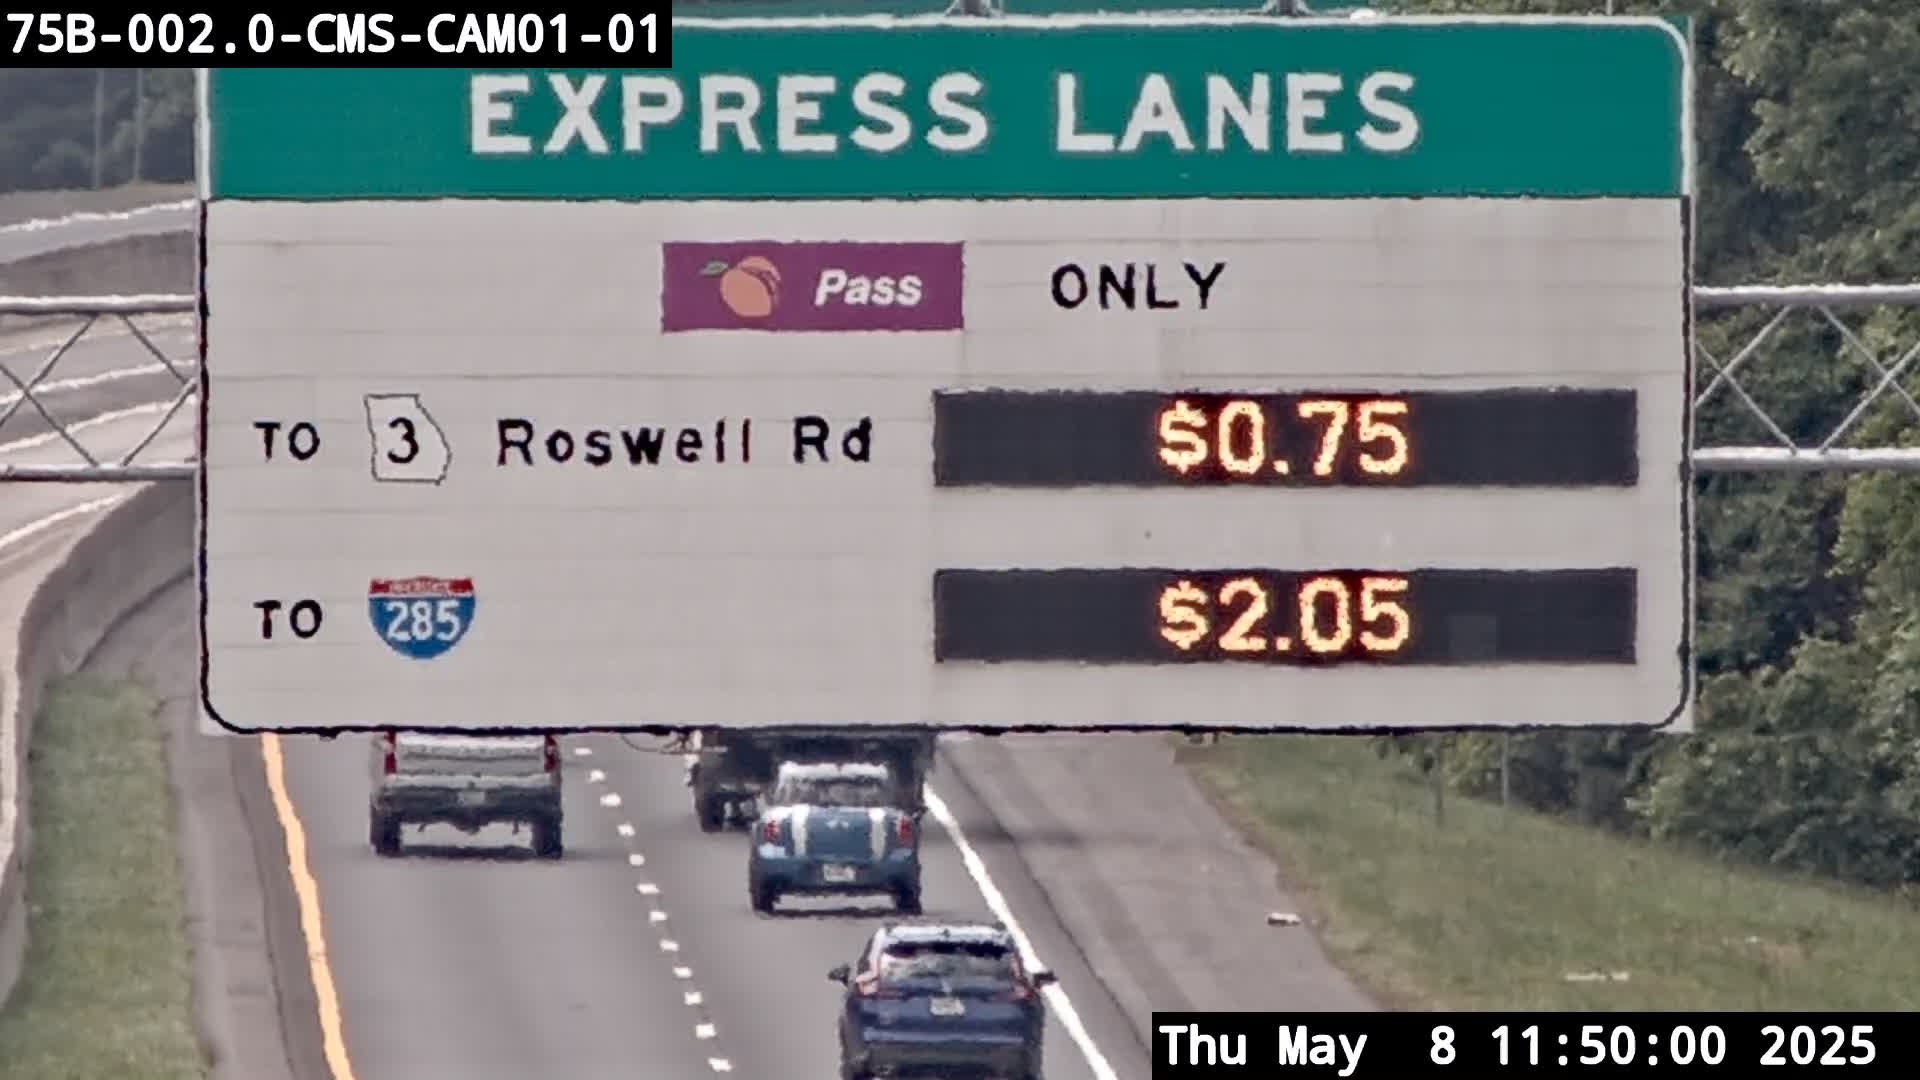 75B-002.0-CMS-CAM01-01
EXPRESS LANES
Pass ONLY
TO 3 Roswell Rd $0.75
TO INTERSTATE 285 $2.05
Thu May 8 11:50:00 2025